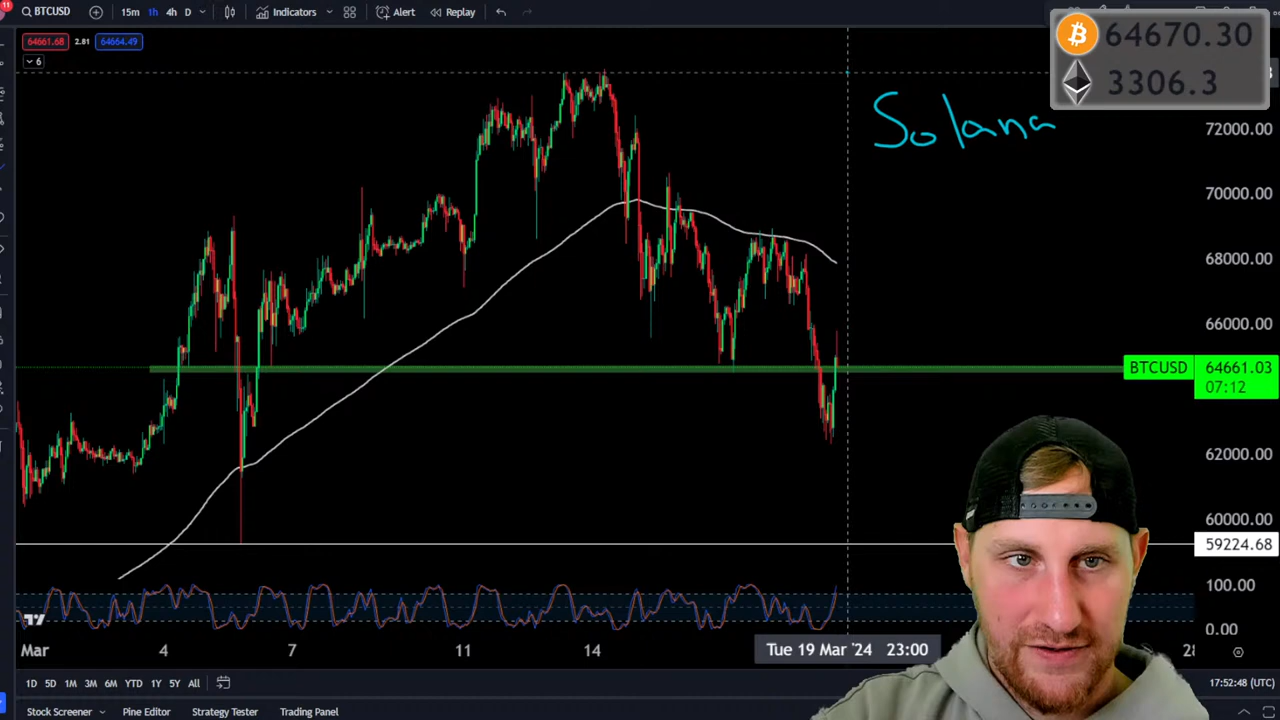 11
BTCUSD 15m 1h 4h D Indicators Alert Replay
64661.68 2.81 64664.49
6
64670.30
3306.3
Solana
72000.00
70000.00
68000.00
66000.00
BTCUSD 64661.03
07:12
62000.00
60000.00
59224.68
100.00
0.00
Mar 4 7 11 14 Tue 19 Mar '24 23:00 28
1D 5D 1M 3M 6M YTD 1Y 5Y All 17:52:48 (UTC)
Stock Screener Pine Editor Strategy Tester Trading Panel